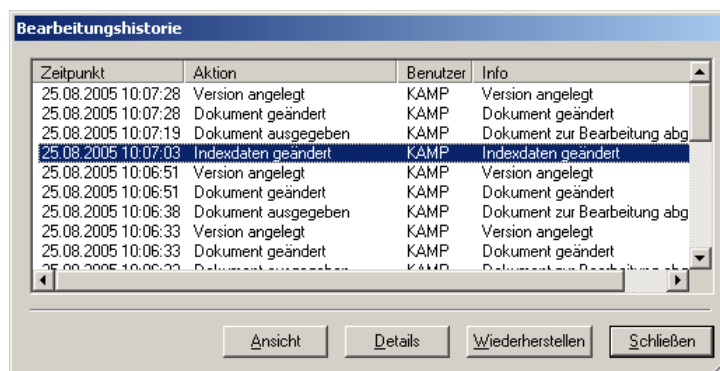 Bearbeitungshistorie
Zeitpunkt Aktion Benutzer Info
25.08.2005 10:07:28 Version angelegt KAMP Version angelegt
25.08.2005 10:07:28 Dokument geändert KAMP Dokument geändert
25.08.2005 10:07:19 Dokument ausgegeben KAMP Dokument zur Bearbeitung abg
25.08.2005 10:07:03 Indexdaten geändert KAMP Indexdaten geändert
25.08.2005 10:06:51 Version angelegt KAMP Version angelegt
25.08.2005 10:06:51 Dokument geändert KAMP Dokument geändert
25.08.2005 10:06:38 Dokument ausgegeben KAMP Dokument zur Bearbeitung abg
25.08.2005 10:06:33 Version angelegt KAMP Version angelegt
25.08.2005 10:06:33 Dokument geändert KAMP Dokument geändert
Ansicht Details Wiederherstellen Schließen